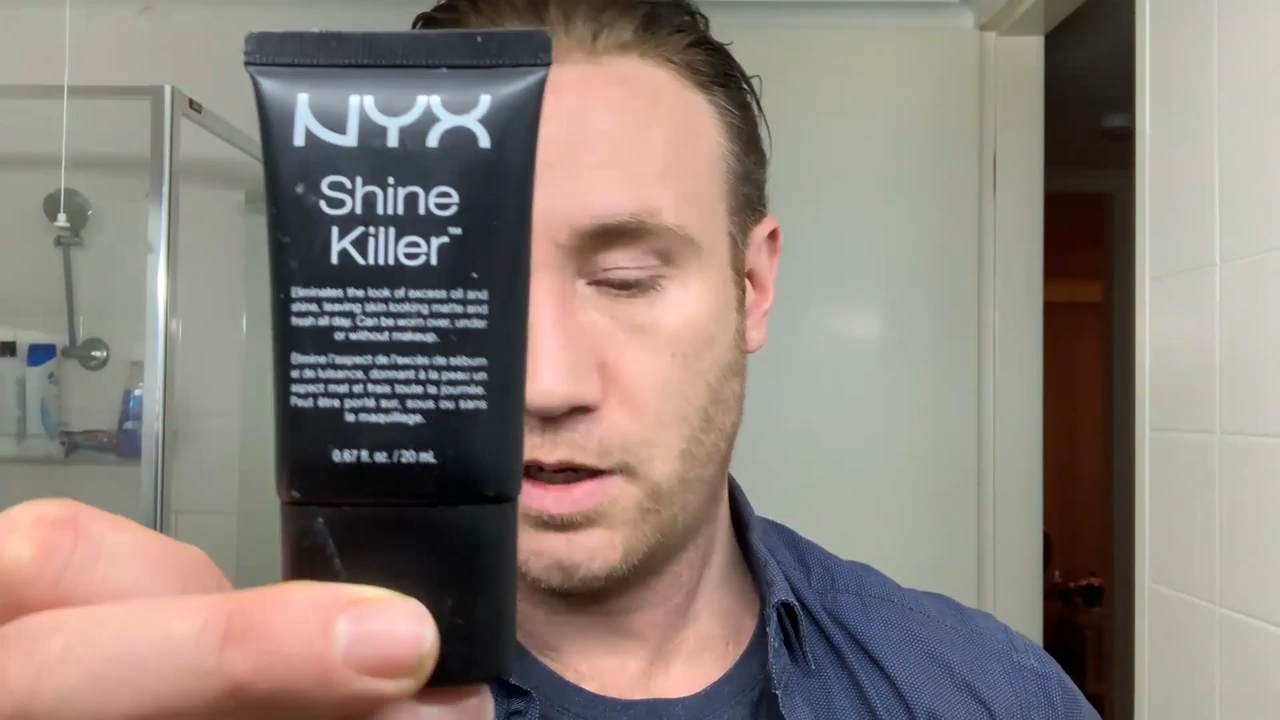 NYX
Shine
Killer™
Eliminates the look of excess oil and
shine, leaving skin looking matte and
fresh all day. Can be worn over, under
or without makeup.
Élimine l'aspect de l'excès de sébum
et de luisance, donnant à la peau un
aspect mat et frais toute la journée.
Peut être porté sur, sous ou sans
le maquillage.
0.67 fl. oz. / 20 mL